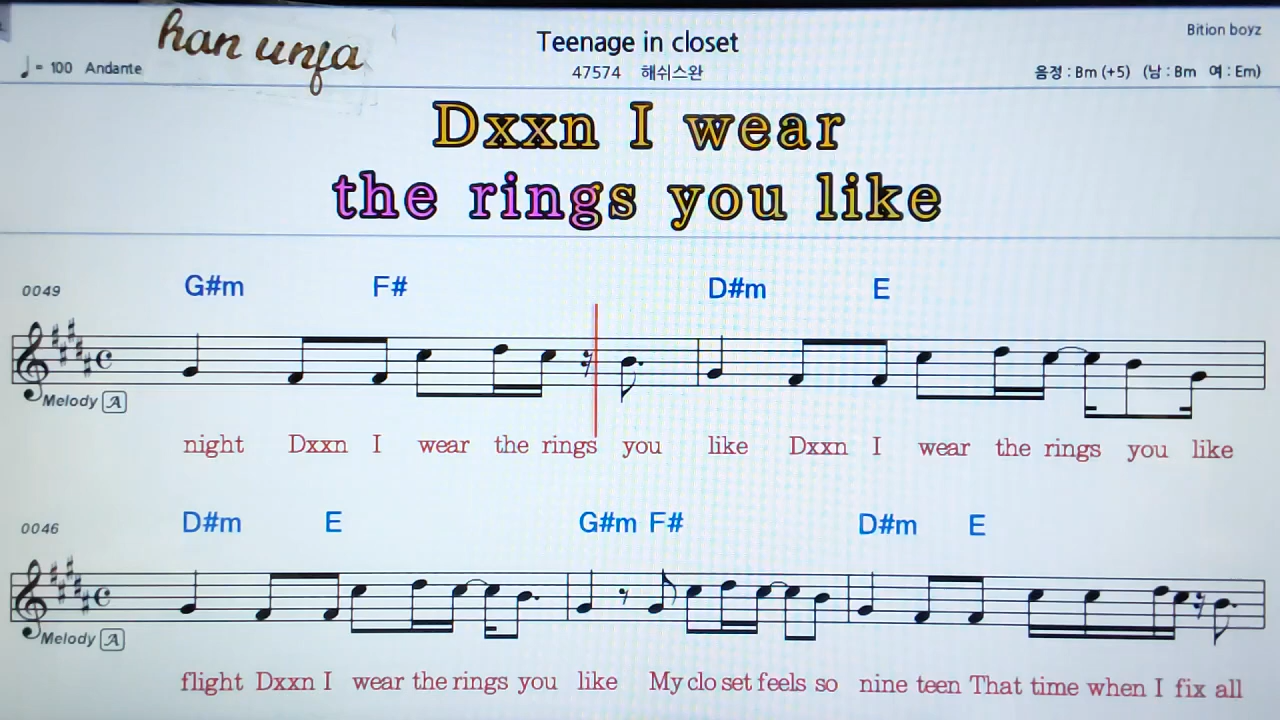 han unfa
Teenage in closet
Bition boyz
♩= 100 Andante
47574 해쉬스완
음정 : Bm (+5) (남 : Bm 여 : Em)
Dxxn I wear
the rings you like
0049
G#m F# D#m E
Melody A
night Dxxn I wear the rings you like Dxxn I wear the rings you like
0046
D#m E G#m F# D#m E
Melody A
flight Dxxn I wear the rings you like My clo set feels so nine teen That time when I fix all